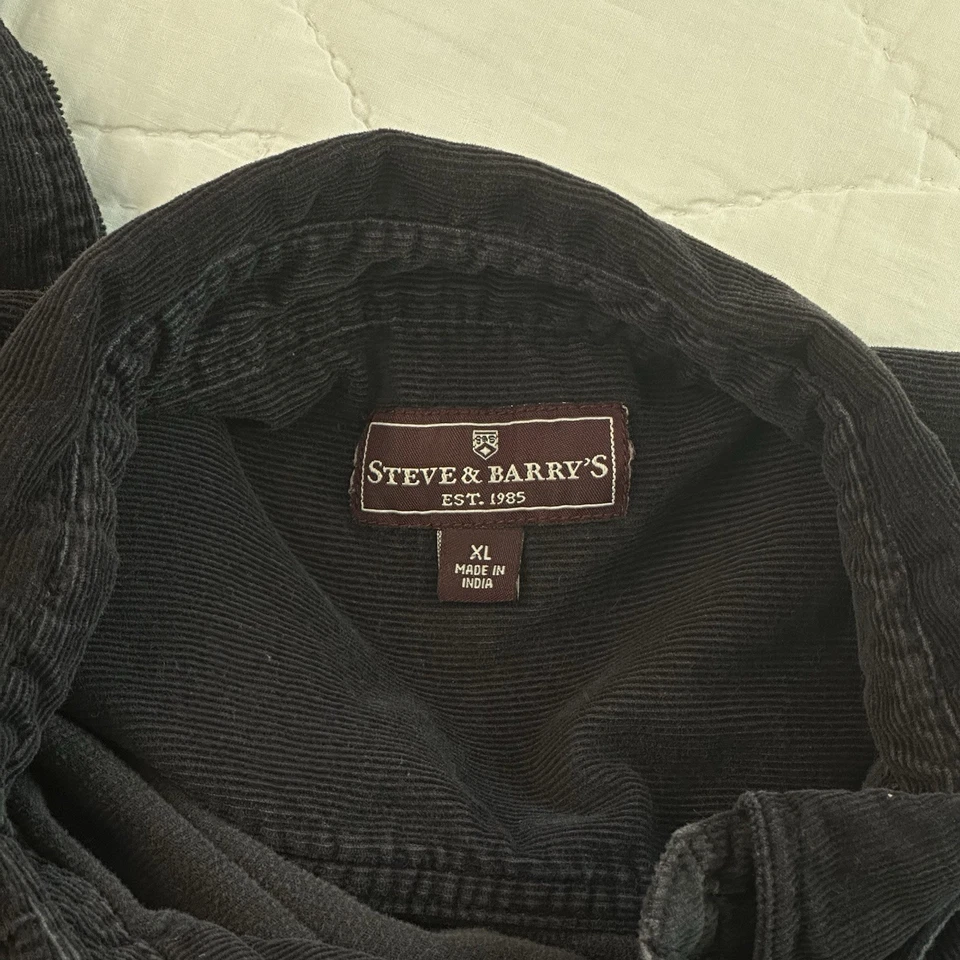 S&B
STEVE & BARRY'S
EST. 1985
XL
MADE IN
INDIA